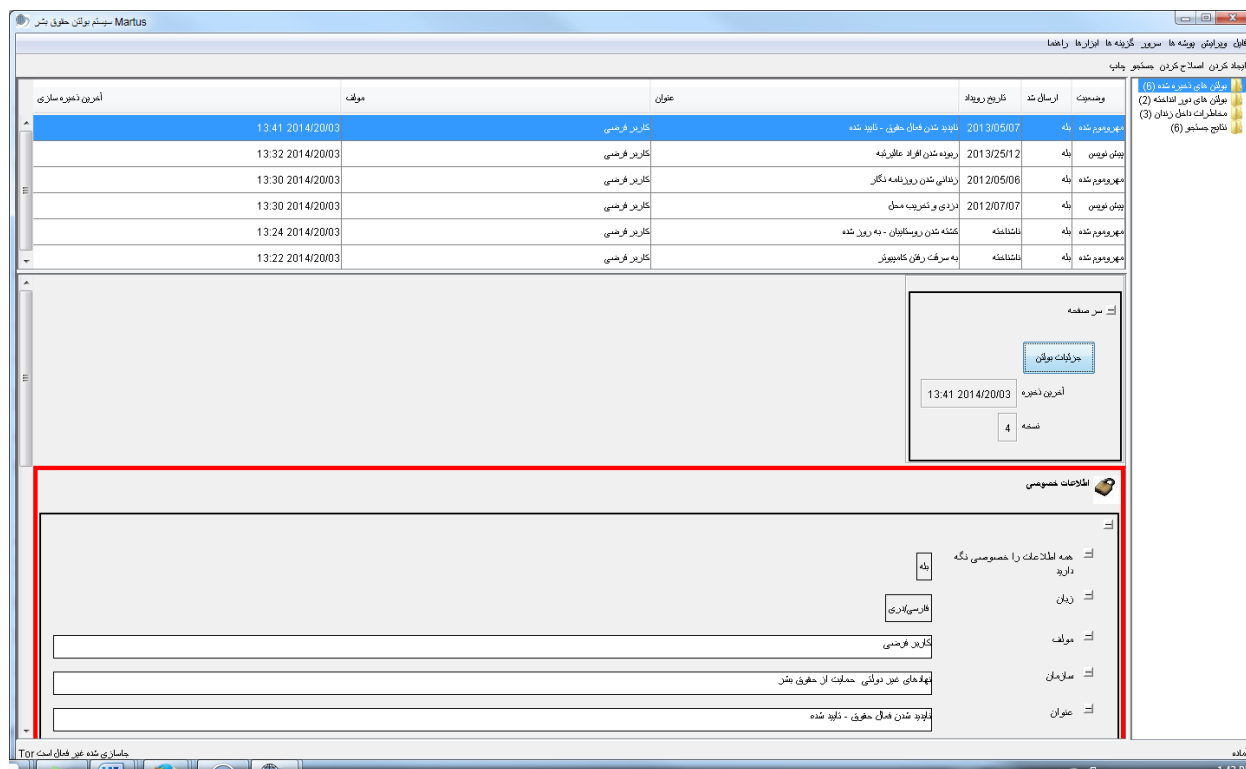 Martus سیستم بولتن حقوق بشر
فایل ویرایش پوشه ها سرور گزینه ها ابزارها راهنما
ایجاد کردن اصلاح کردن جستجو چاپ
بولتن های ذخیره شده (6)
بولتن های دور انداخته (2)
مخاطرات داخل زندان (3)
نتایج جستجو (6)
وضعیت ارسال شد تاریخ رویداد عنوان مولف آخرین ذخیره سازی
مهروموم شده بله 2013/05/07 ناپدید شدن فعال حقوق - تایید شده کاربر فرضی 13:41 2014/20/03
پیش نویس بله 2013/25/12 ربوده شدن افراد عالیرتبه کاربر فرضی 13:32 2014/20/03
مهروموم شده بله 2012/05/06 زندانی شدن روزنامه نگار کاربر فرضی 13:30 2014/20/03
پیش نویس بله 2012/07/07 دزدی و تخریب محل کاربر فرضی 13:30 2014/20/03
مهروموم شده بله ناشناخته کشته شدن روستاییان - به روز شده کاربر فرضی 13:24 2014/20/03
مهروموم شده بله ناشناخته به سرقت رفتن کامپیوتر کاربر فرضی 13:22 2014/20/03
سر صفحه
جزئیات بولتن
آخرین ذخیره 13:41 2014/20/03
نسخه 4
اطلاعات خصوصی
همه اطلاعات را خصوصی نگه
دارید بله
زبان فارسی/دری
مولف کاربر فرضی
سازمان نهادهای غیر دولتی حمایت از حقوق بشر
عنوان ناپدید شدن فعال حقوق - تایید شده
جاسازی شده غیر فعال است Tor
ماده